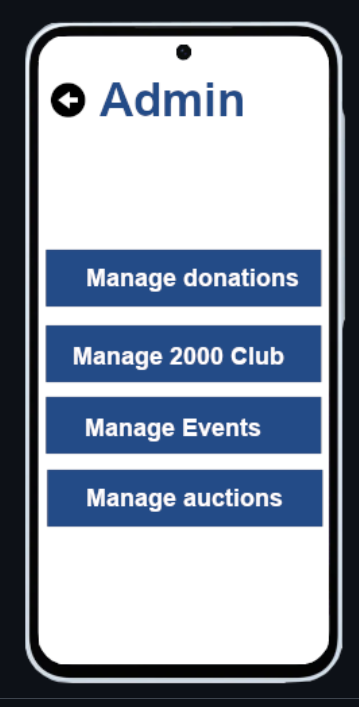 Admin
Manage donations
Manage 2000 Club
Manage Events
Manage auctions